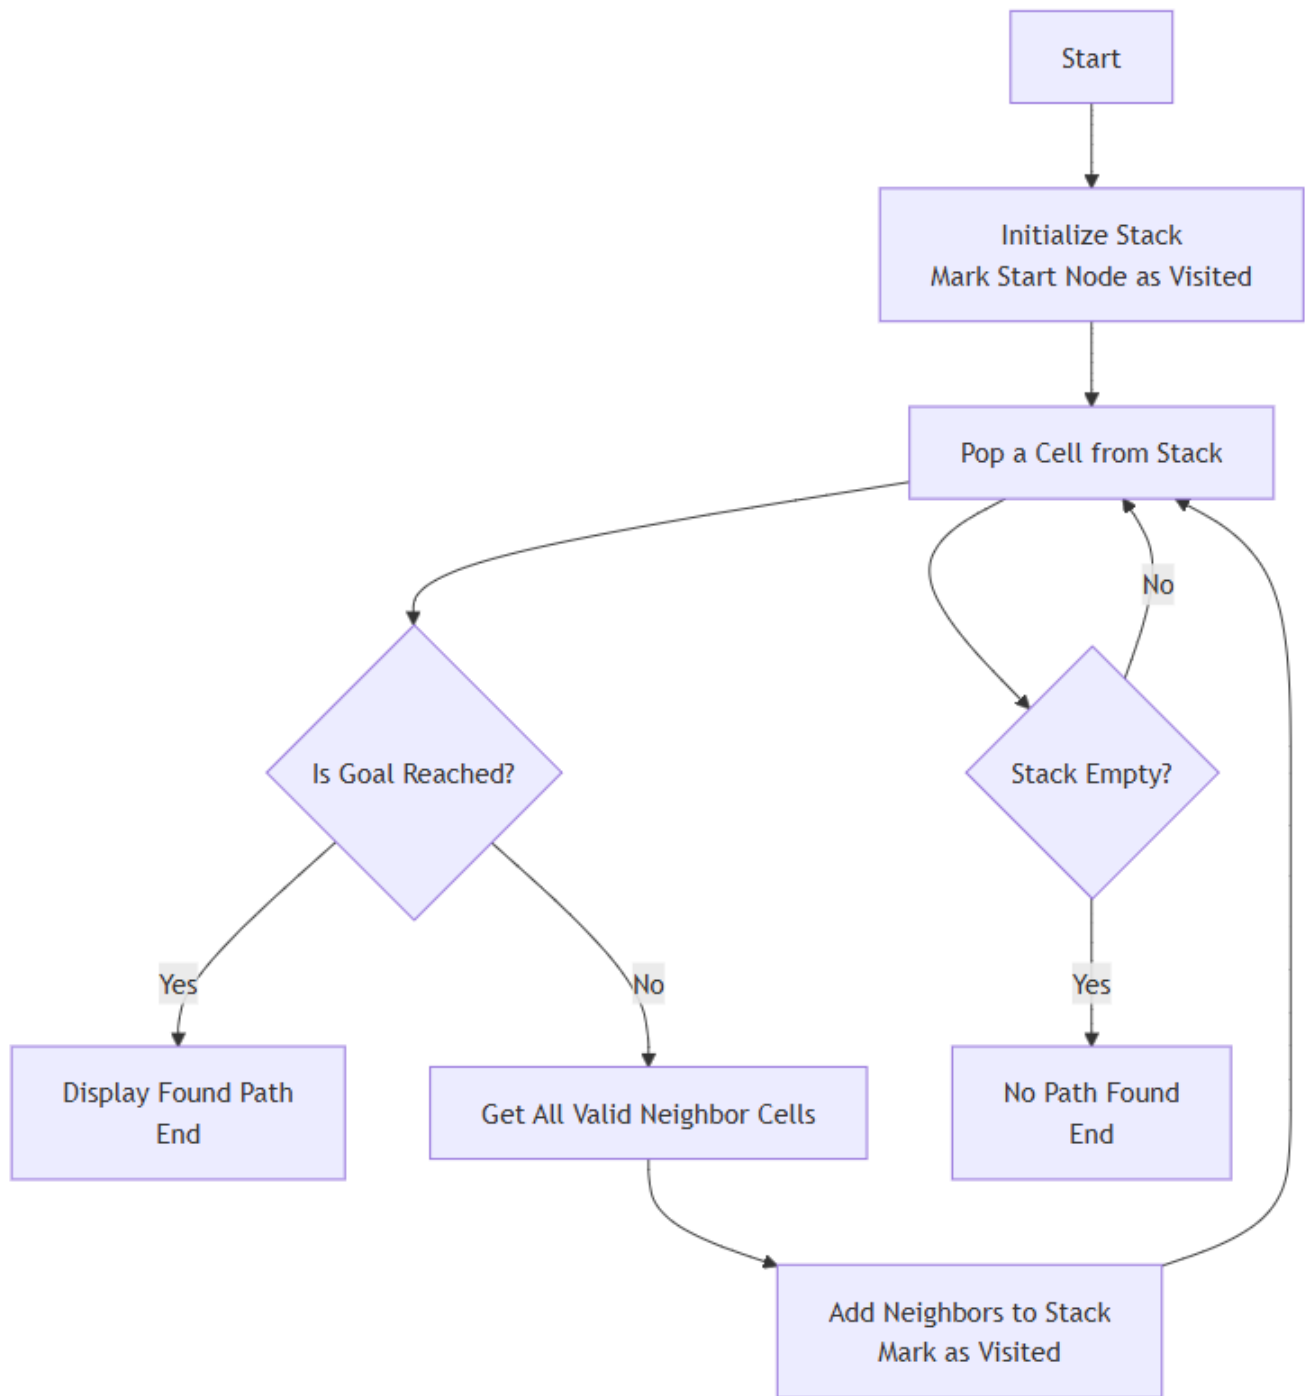 Start
Initialize Stack
Mark Start Node as Visited
Pop a Cell from Stack
No
Is Goal Reached?
Stack Empty?
Yes
No
Yes
Display Found Path
End
Get All Valid Neighbor Cells
No Path Found
End
Add Neighbors to Stack
Mark as Visited